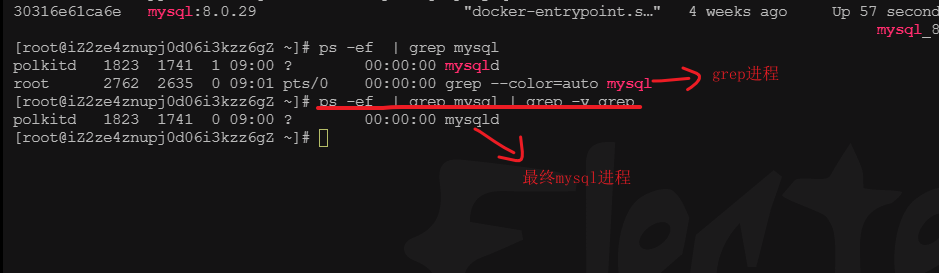 30316e61ca6e mysql:8.0.29 "docker-entrypoint.s…" 4 weeks ago Up 57 second
mysql_8
[root@iZ2ze4znupj0d06i3kzz6gZ ~]# ps -ef | grep mysql
polkitd 1823 1741 1 09:00 ? 00:00:00 mysqld
root 2762 2635 0 09:01 pts/0 00:00:00 grep --color=auto mysql
grep进程
[root@iZ2ze4znupj0d06i3kzz6gZ ~]# ps -ef | grep mysql | grep -v grep
polkitd 1823 1741 0 09:00 ? 00:00:00 mysqld
[root@iZ2ze4znupj0d06i3kzz6gZ ~]#
最终mysql进程